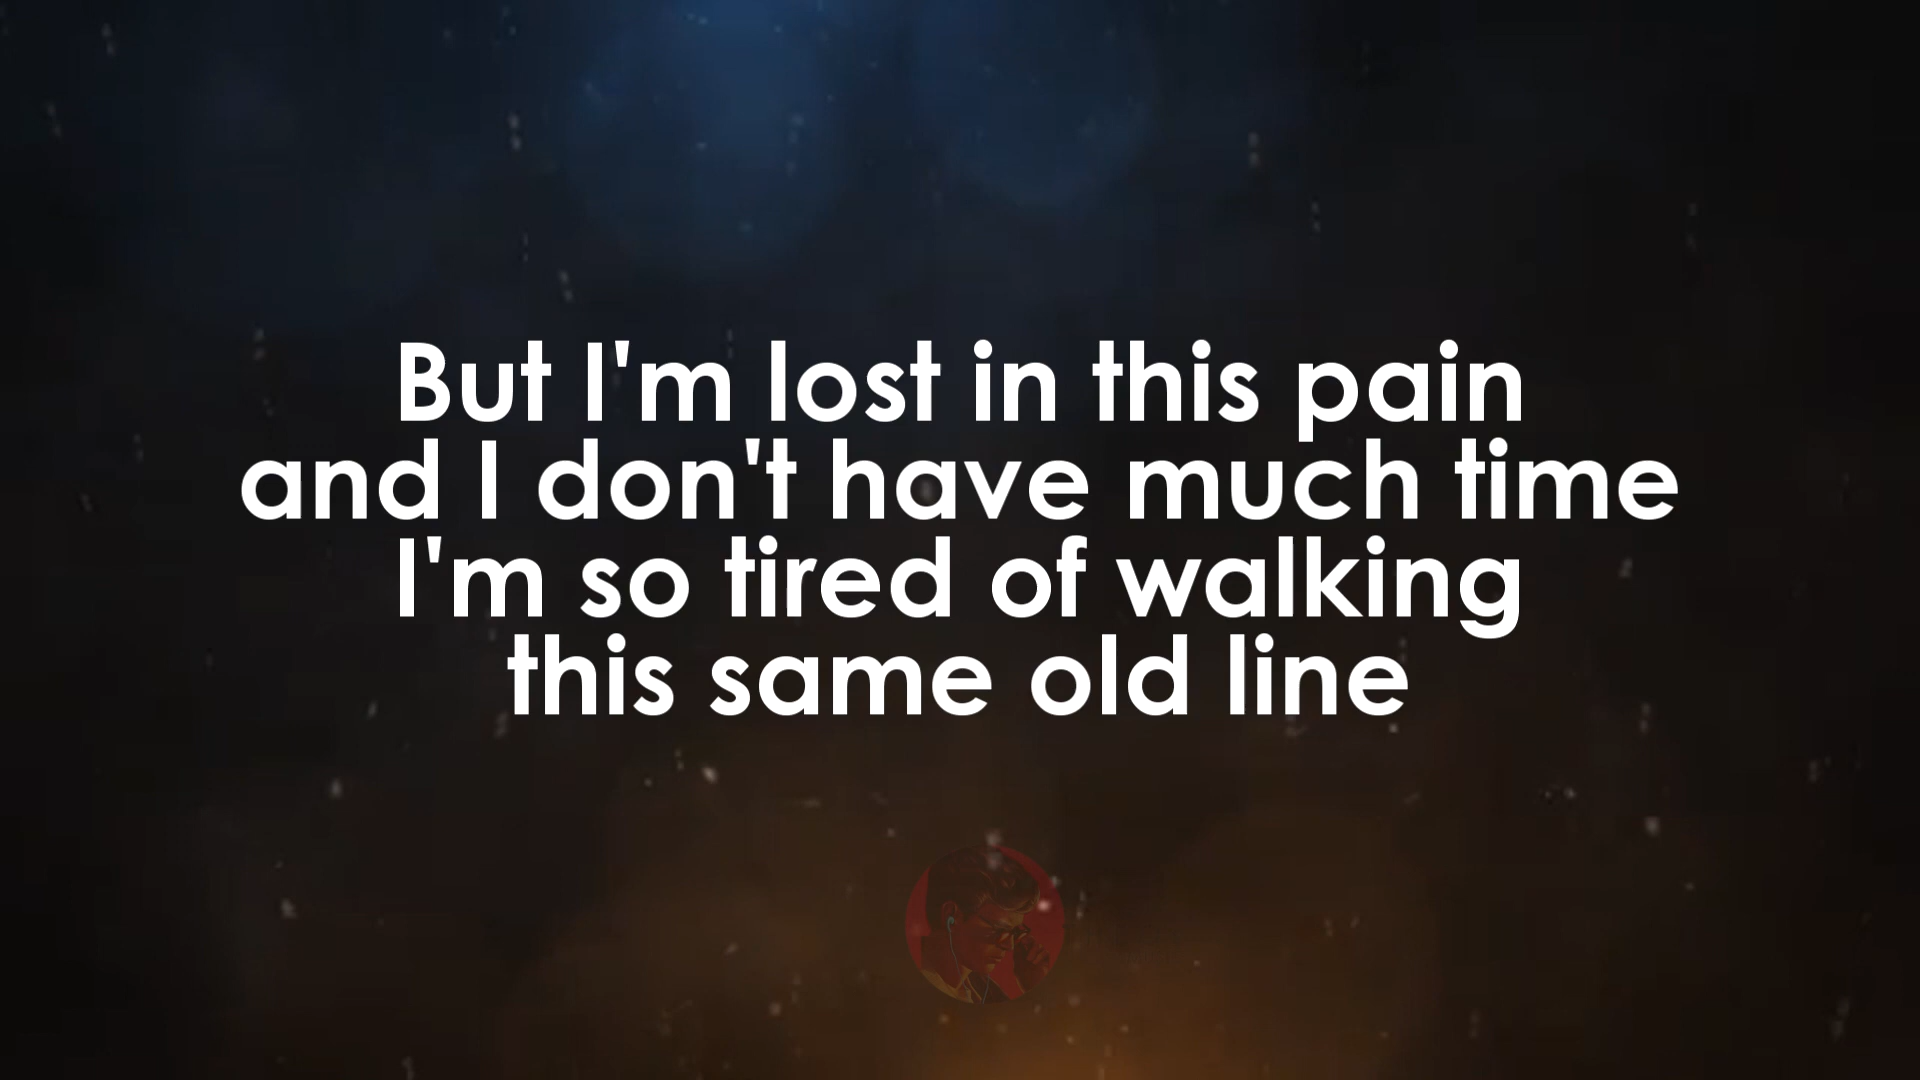 But I'm lost in this pain
and I don't have much time
I'm so tired of walking
this same old line